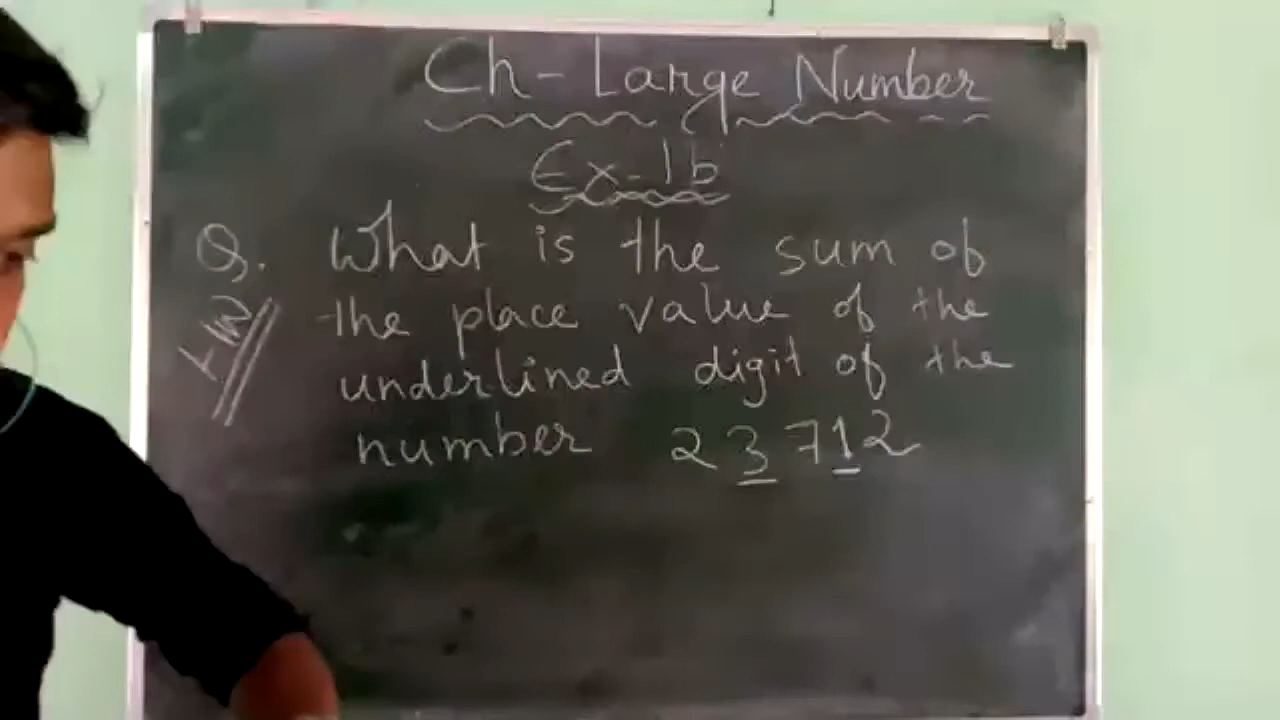 Ch - Large Number
Ex-1b
Q. What is the sum of
the place value of the
underlined digit of the
number 23712